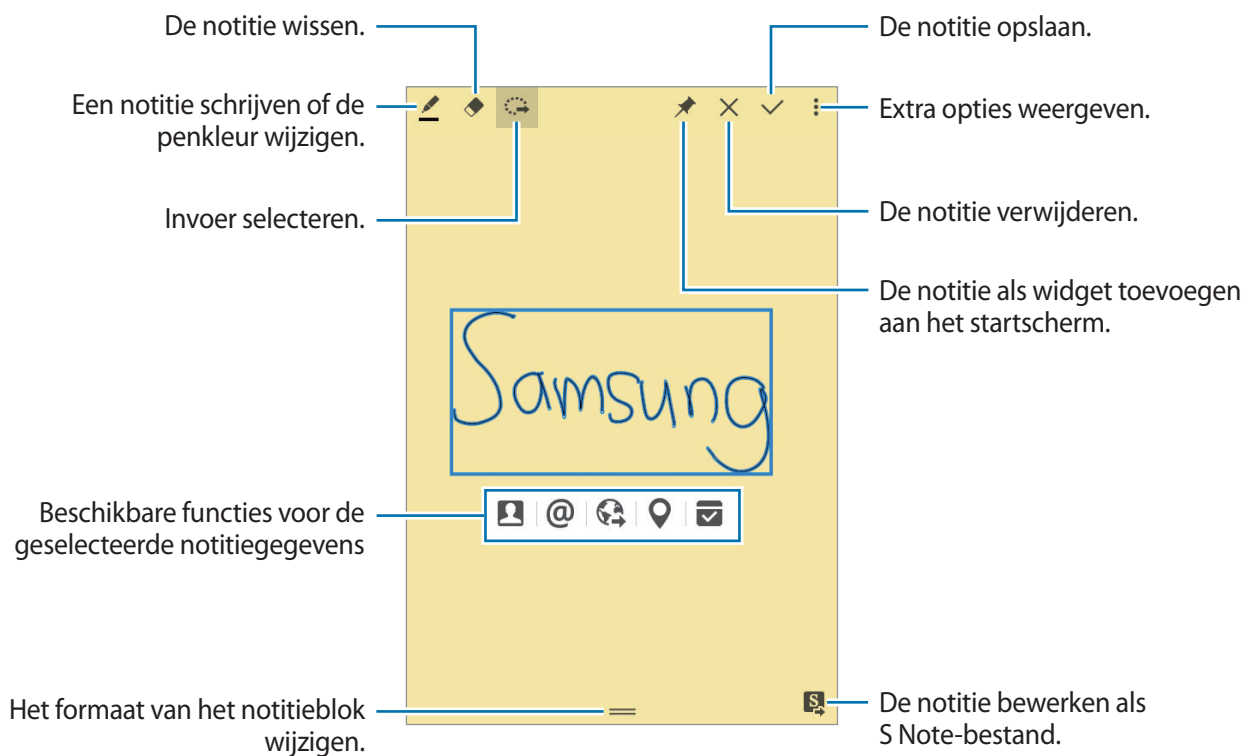 De notitie wissen.
Een notitie schrijven of de
penkleur wijzigen.
Invoer selecteren.
Beschikbare functies voor de
geselecteerde notitiegegevens
Het formaat van het notitieblok
wijzigen.
Samsung
@
De notitie opslaan.
Extra opties weergeven.
De notitie verwijderen.
De notitie als widget toevoegen
aan het startscherm.
S
De notitie bewerken als
S Note-bestand.